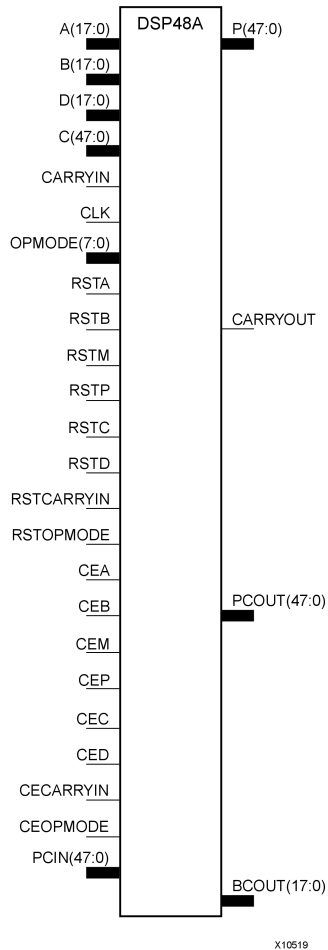 DSP48A
A(17:0)
P(47:0)
B(17:0)
D(17:0)
C(47:0)
CARRYIN
CLK
OPMODE(7:0)
RSTA
RSTB
CARRYOUT
RSTM
RSTP
RSTC
RSTD
RSTCARRYIN
RSTOPMODE
CEA
CEB
PCOUT(47:0)
CEM
CEP
CEC
CED
CECARRYIN
CEOPMODE
PCIN(47:0)
BCOUT(17:0)
X10519